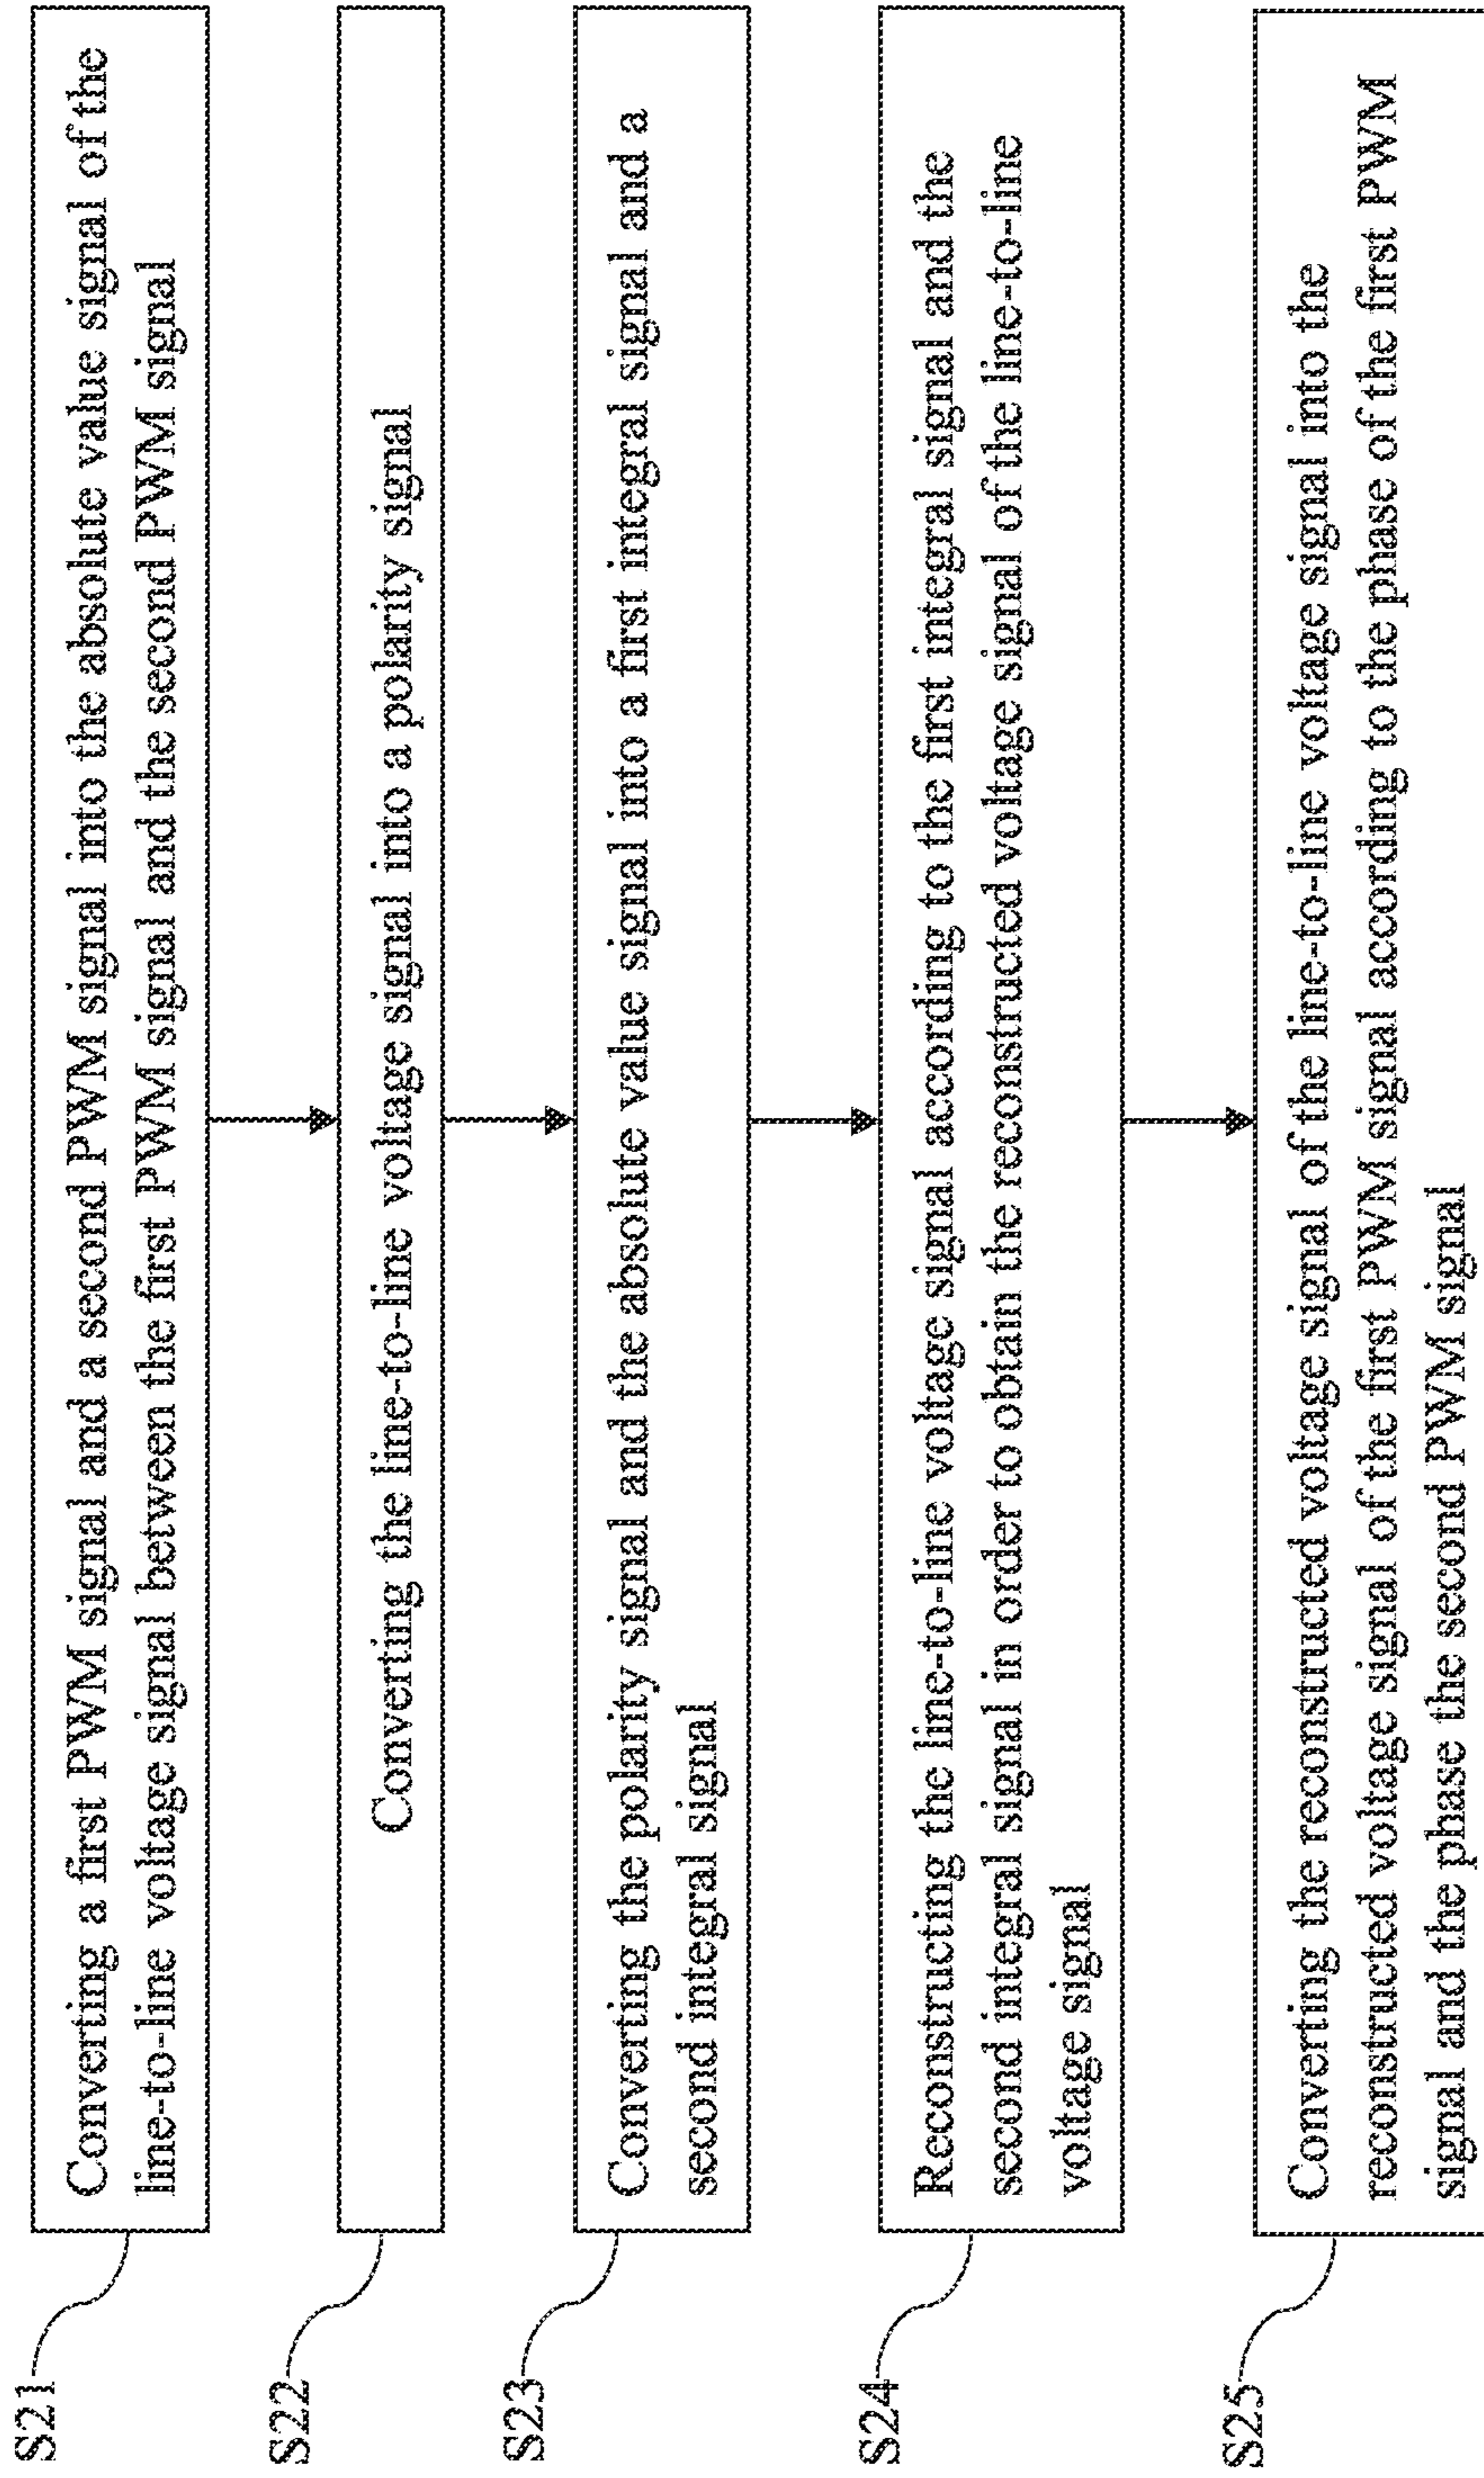 S21
Converting a first PWM signal and a second PWM signal into the absolute value signal of the
line-to-line voltage signal between the first PWM signal and the second PWM signal
S22
Converting the line-to-line voltage signal into a polarity signal
S23
Converting the polarity signal and the absolute value signal into a first integral signal and a
second integral signal
S24
Reconstructing the line-to-line voltage signal according to the first integral signal and the
second integral signal in order to obtain the reconstructed voltage signal of the line-to-line
voltage signal
S25
Converting the reconstructed voltage signal of the line-to-line voltage signal into the
reconstructed voltage signal of the first PWM signal according to the phase of the first PWM
signal and the phase the second PWM signal